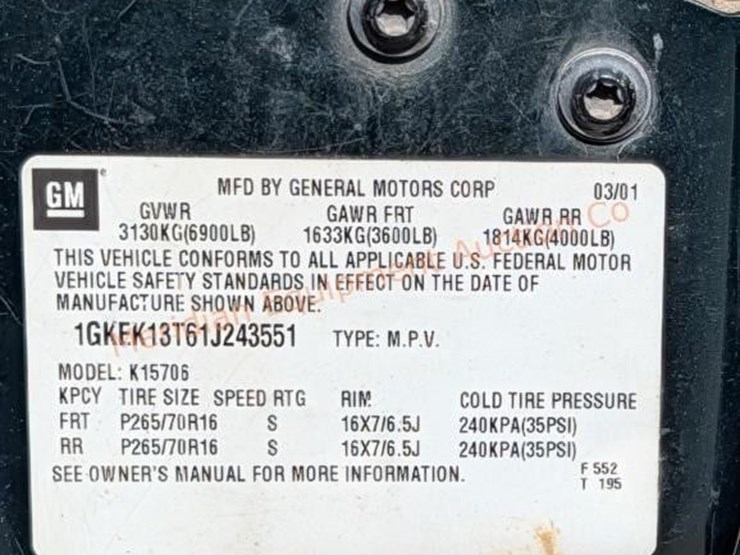 GM
MFD BY GENERAL MOTORS CORP 03/01
GVWR GAWR FRT GAWR RR
3130KG(6900LB) 1633KG(3600LB) 1814KG(4000LB)
THIS VEHICLE CONFORMS TO ALL APPLICABLE U.S. FEDERAL MOTOR
VEHICLE SAFETY STANDARDS IN EFFECT ON THE DATE OF
MANUFACTURE SHOWN ABOVE.
1GKEK13T61J243551 TYPE: M.P.V.
MODEL: K15706
KPCY TIRE SIZE SPEED RTG RIM COLD TIRE PRESSURE
FRT P265/70R16 S 16X7/6.5J 240KPA(35PSI)
RR P265/70R16 S 16X7/6.5J 240KPA(35PSI)
SEE OWNER'S MANUAL FOR MORE INFORMATION.
F 552
T 195
Meridian Equipment Auction Co